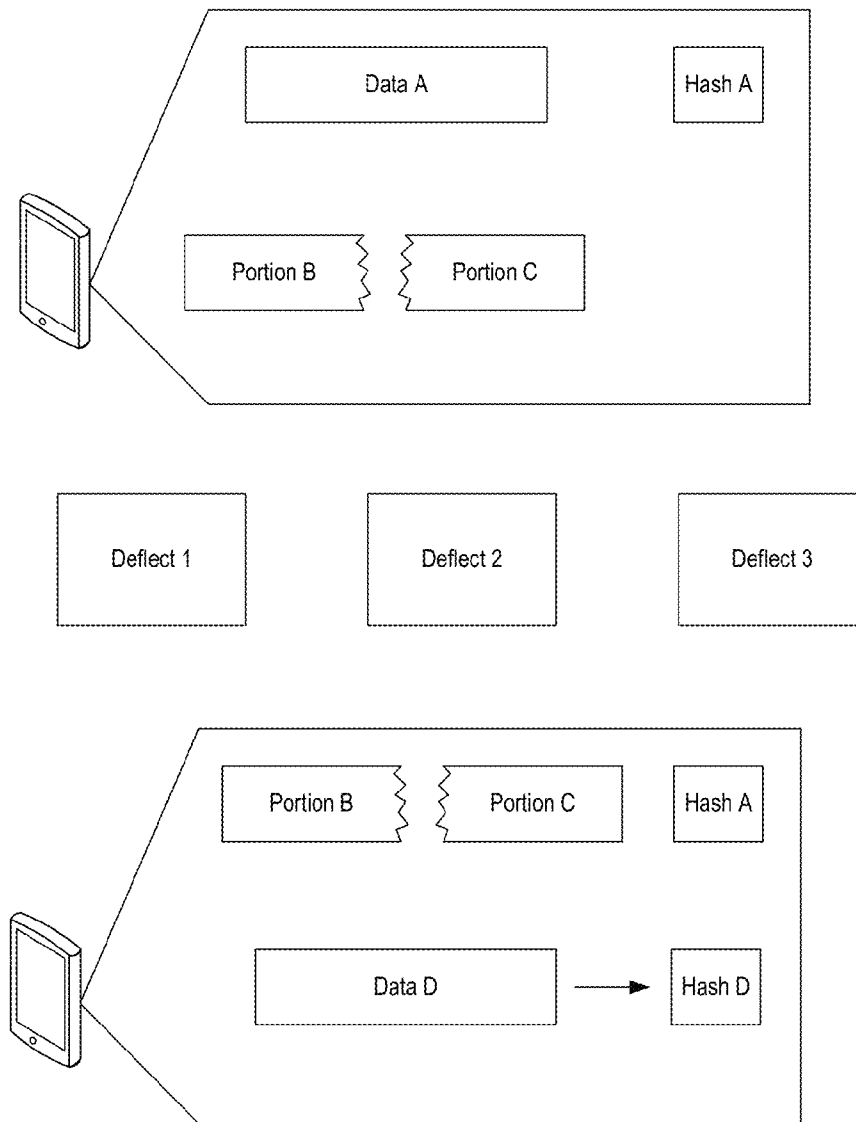 Data A
Hash A
Portion B
Portion C
Deflect 1
Deflect 2
Deflect 3
Portion B
Portion C
Hash A
Data D
Hash D